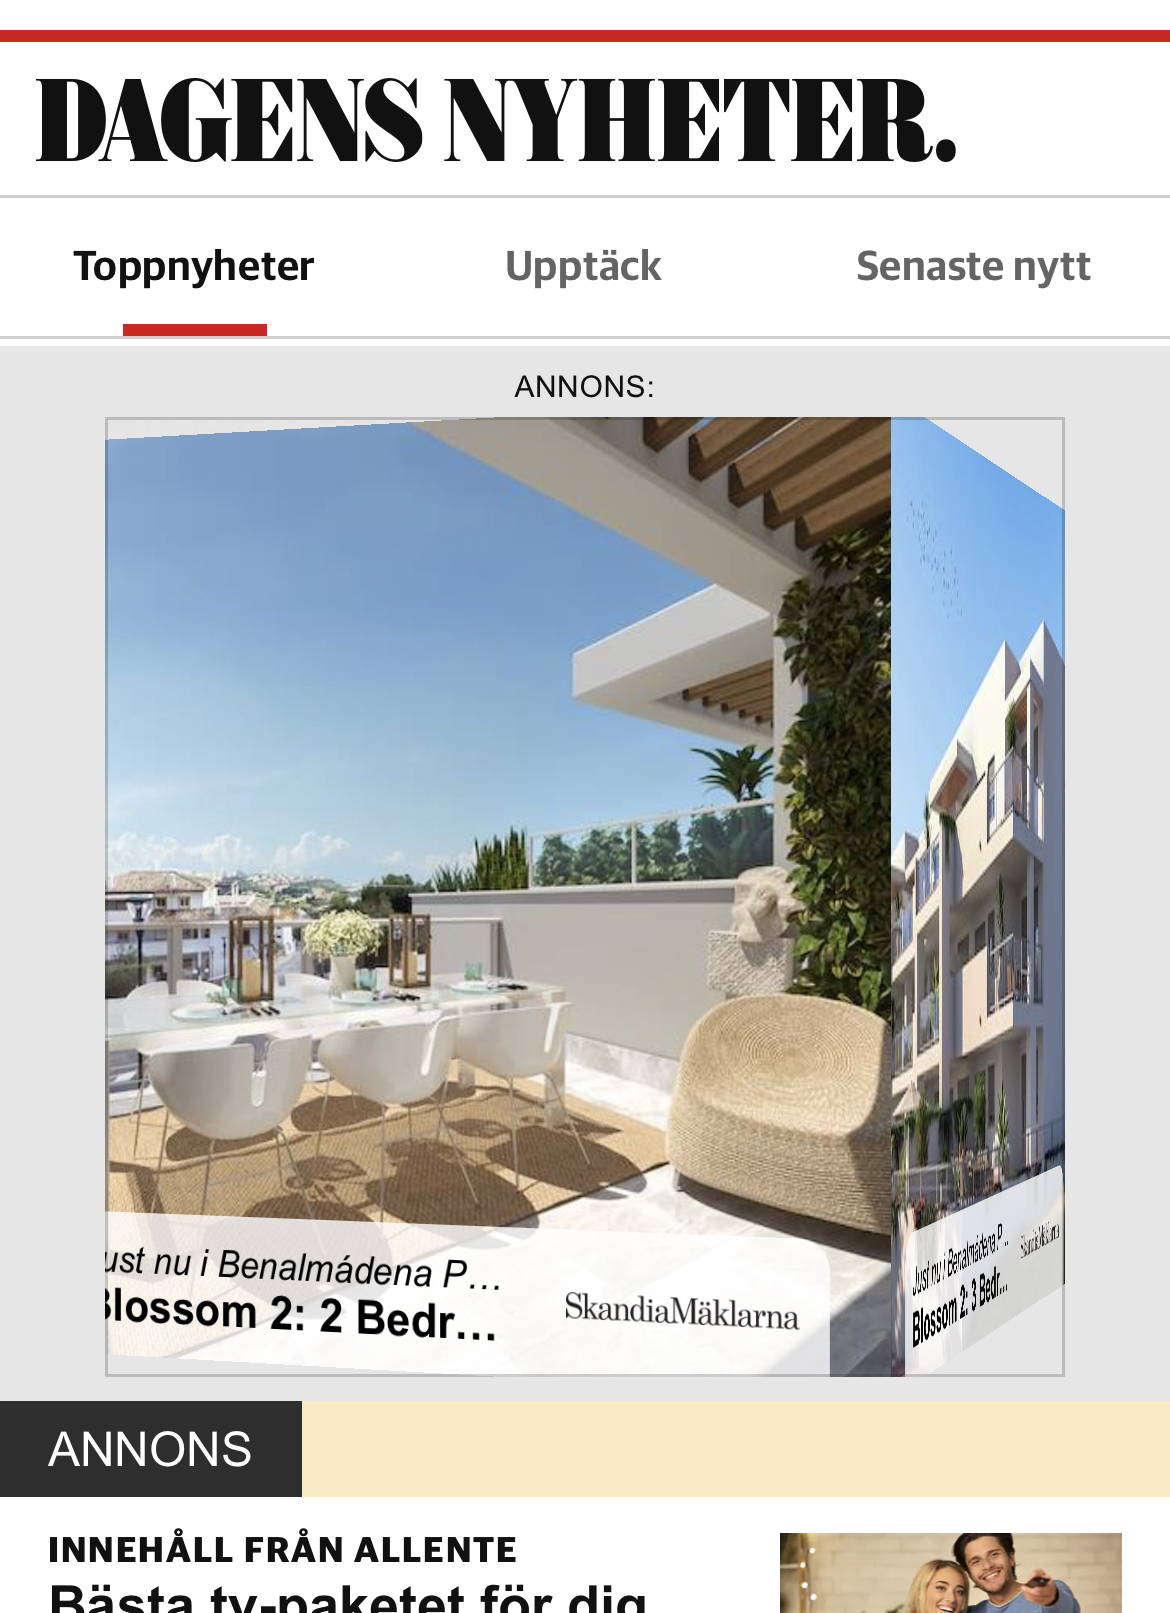 DAGENS NYHETER.
Toppnyheter Upptäck Senaste nytt
ANNONS:
ust nu i Benalmádena P…
Blossom 2: 2 Bedr…
SkandiaMäklarna
Just nu i Benalmádena P…
Blossom 2: 3 Bedr…
SkandiaMäklarna
ANNONS
INNEHÅLL FRÅN ALLENTE
Bästa tv-paketet för dig